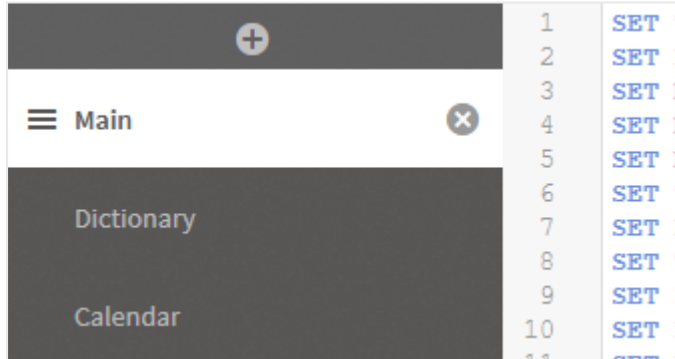 Main
Dictionary
Calendar
1 SET
2 SET
3 SET
4 SET
5 SET
6 SET
7 SET
8 SET
9 SET
10 SET